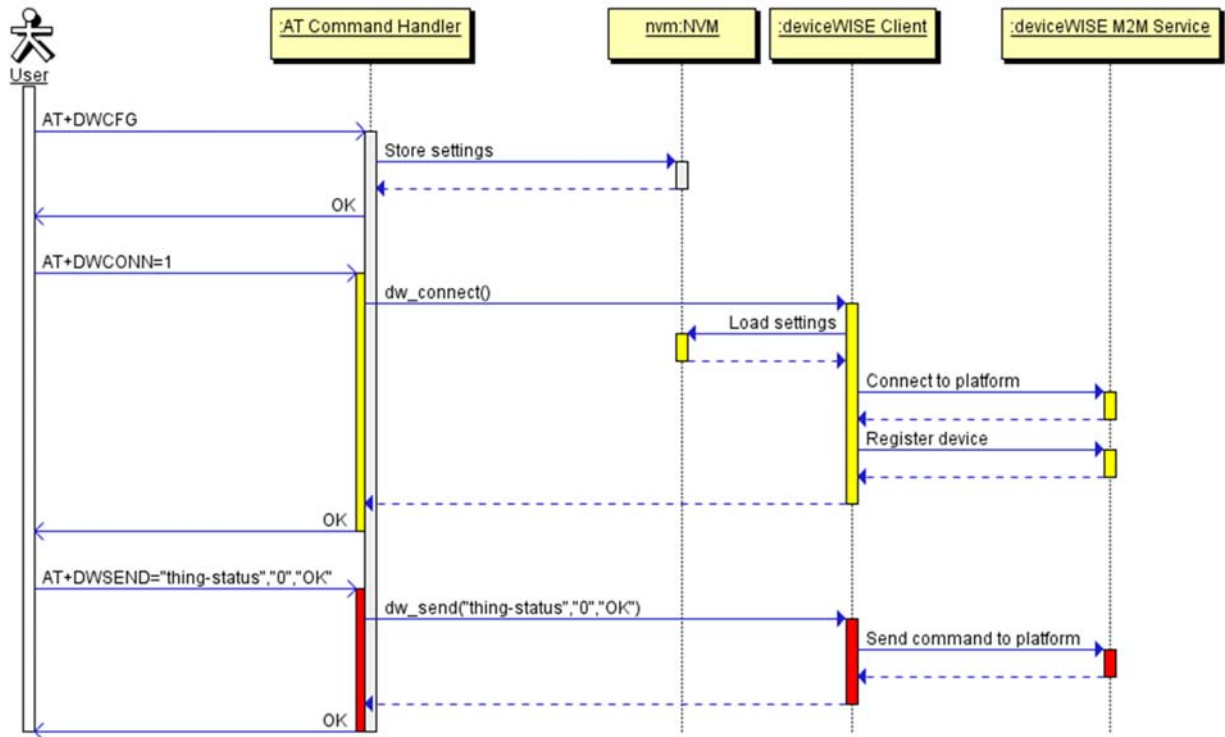 :AT Command Handler
nvm:NVM
:deviceWISE Client
:deviceWISE M2M Service
User
AT+DWCFG
Store settings
OK
AT+DWCONN=1
dw_connect()
Load settings
Connect to platform
Register device
OK
AT+DWSEND="thing-status","0","OK"
dw_send("thing-status","0","OK")
Send command to platform
OK